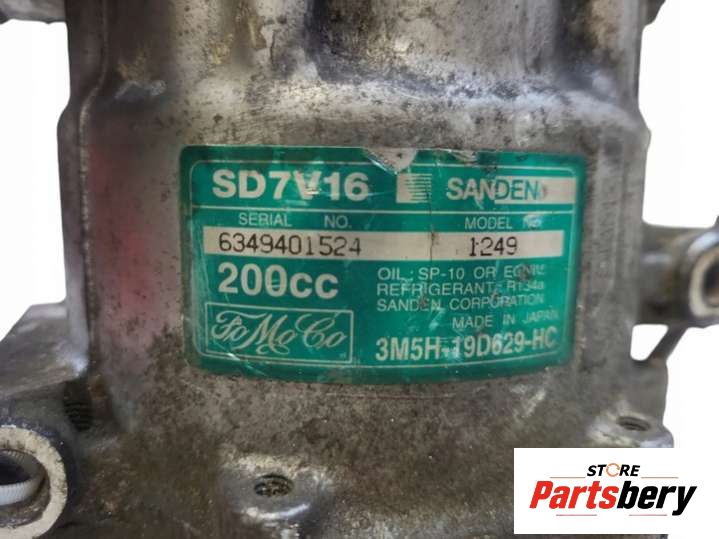 SD7V16 SANDEN
SERIAL NO. MODEL No.
6349401524 1249
200cc OIL: SP-10 OR EQUIV.
REFRIGERANT: R134a
SANDEN CORPORATION
MADE IN JAPAN
FoMoCo 3M5H-19D629-HC
STORE
Partsbery